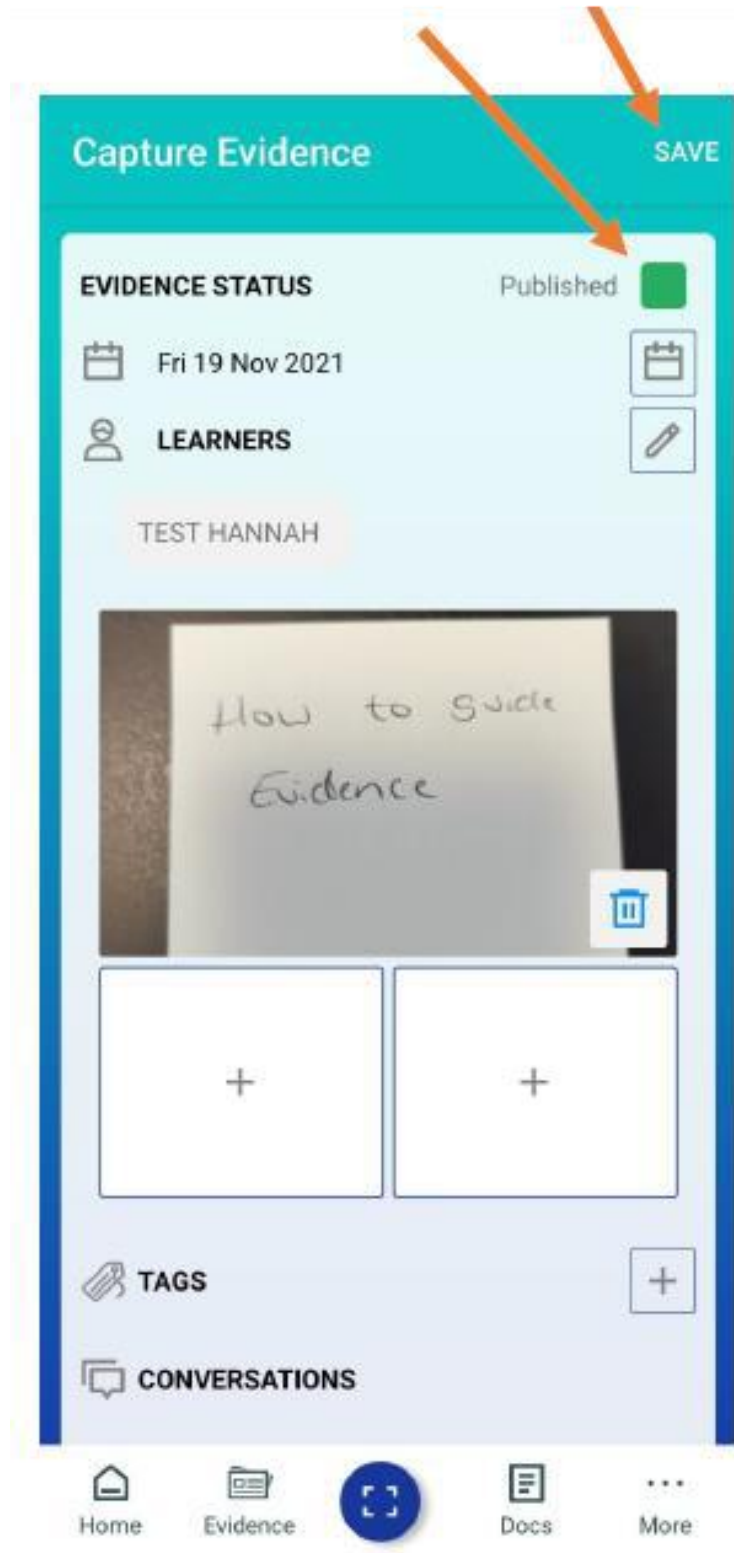 Capture Evidence SAVE
EVIDENCE STATUS Published
Fri 19 Nov 2021
LEARNERS
TEST HANNAH
How to guide
Evidence
+ +
TAGS +
CONVERSATIONS
Home Evidence Docs More